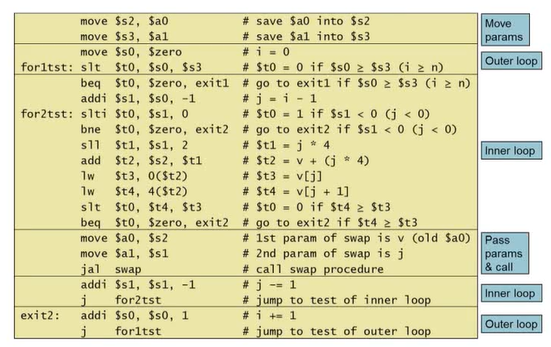 move $s2, $a0 # save $a0 into $s2
move $s3, $a1 # save $a1 into $s3
Move
params
move $s0, $zero # i = 0
for1tst: slt $t0, $s0, $s3 # $t0 = 0 if $s0 ≥ $s3 (i ≥ n)
Outer loop
beq $t0, $zero, exit1 # go to exit1 if $s0 ≥ $s3 (i ≥ n)
addi $s1, $s0, -1 # j = i - 1
for2tst: slti $t0, $s1, 0 # $t0 = 1 if $s1 < 0 (j < 0)
bne $t0, $zero, exit2 # go to exit2 if $s1 < 0 (j < 0)
sll $t1, $s1, 2 # $t1 = j * 4
add $t2, $s2, $t1 # $t2 = v + (j * 4)
lw $t3, 0($t2) # $t3 = v[j]
lw $t4, 4($t2) # $t4 = v[j + 1]
slt $t0, $t4, $t3 # $t0 = 0 if $t4 ≥ $t3
beq $t0, $zero, exit2 # go to exit2 if $t4 ≥ $t3
Inner loop
move $a0, $s2 # 1st param of swap is v (old $a0)
move $a1, $s1 # 2nd param of swap is j
jal swap # call swap procedure
Pass
params
& call
addi $s1, $s1, -1 # j -= 1
j for2tst # jump to test of inner loop
Inner loop
exit2: addi $s0, $s0, 1 # i += 1
j for1tst # jump to test of outer loop
Outer loop